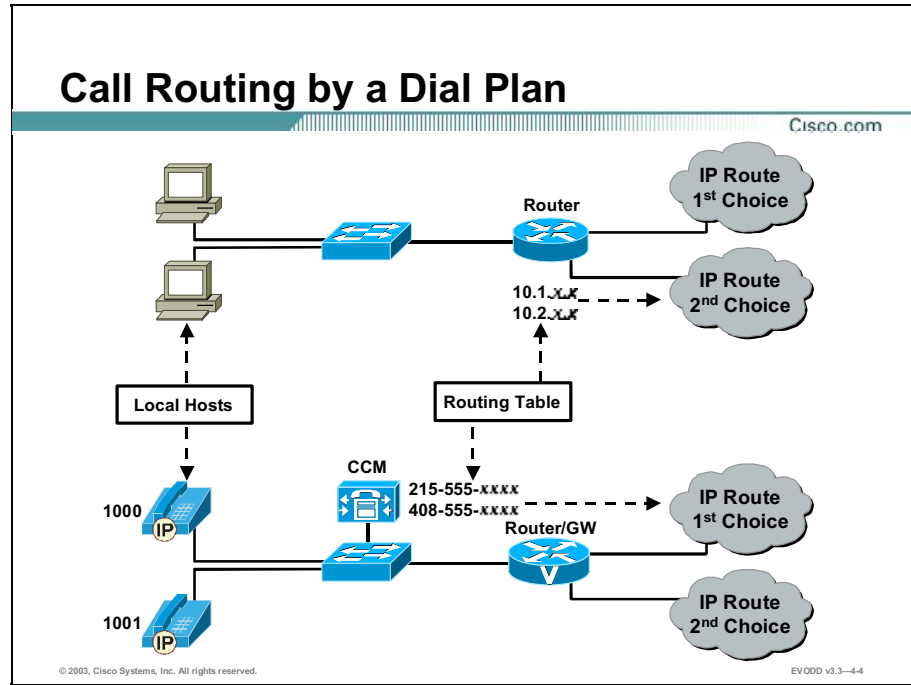 Call Routing by a Dial Plan
Cisco.com
IP Route
1st Choice
Router
IP Route
2nd Choice
10.1.x.x
10.2.x.x
Local Hosts
Routing Table
CCM
215-555-xxxx
408-555-xxxx
Router/GW
IP Route
1st Choice
1000
IP
V
IP Route
2nd Choice
1001
IP
© 2003, Cisco Systems, Inc. All rights reserved.
EVODD v3.3—4-4